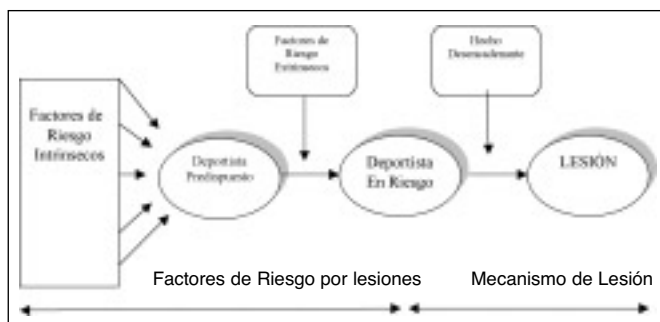 Factores de
Riesgo
Extrínsecos
Hecho
Desencadenante
Factores de
Riesgo
Intrínsecos
Deportista
Predispuesto
Deportista
En Riesgo
LESIÓN
Factores de Riesgo por lesiones
Mecanismo de Lesión